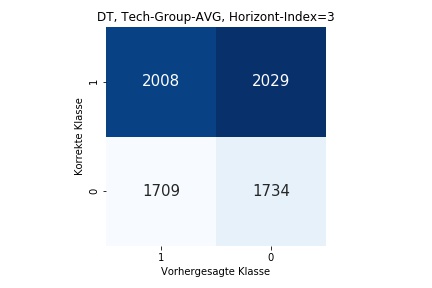 DT, Tech-Group-AVG, Horizont-Index=3
Korrekte Klasse
1
2008 2029
0
1709 1734
1 0
Vorhergesagte Klasse